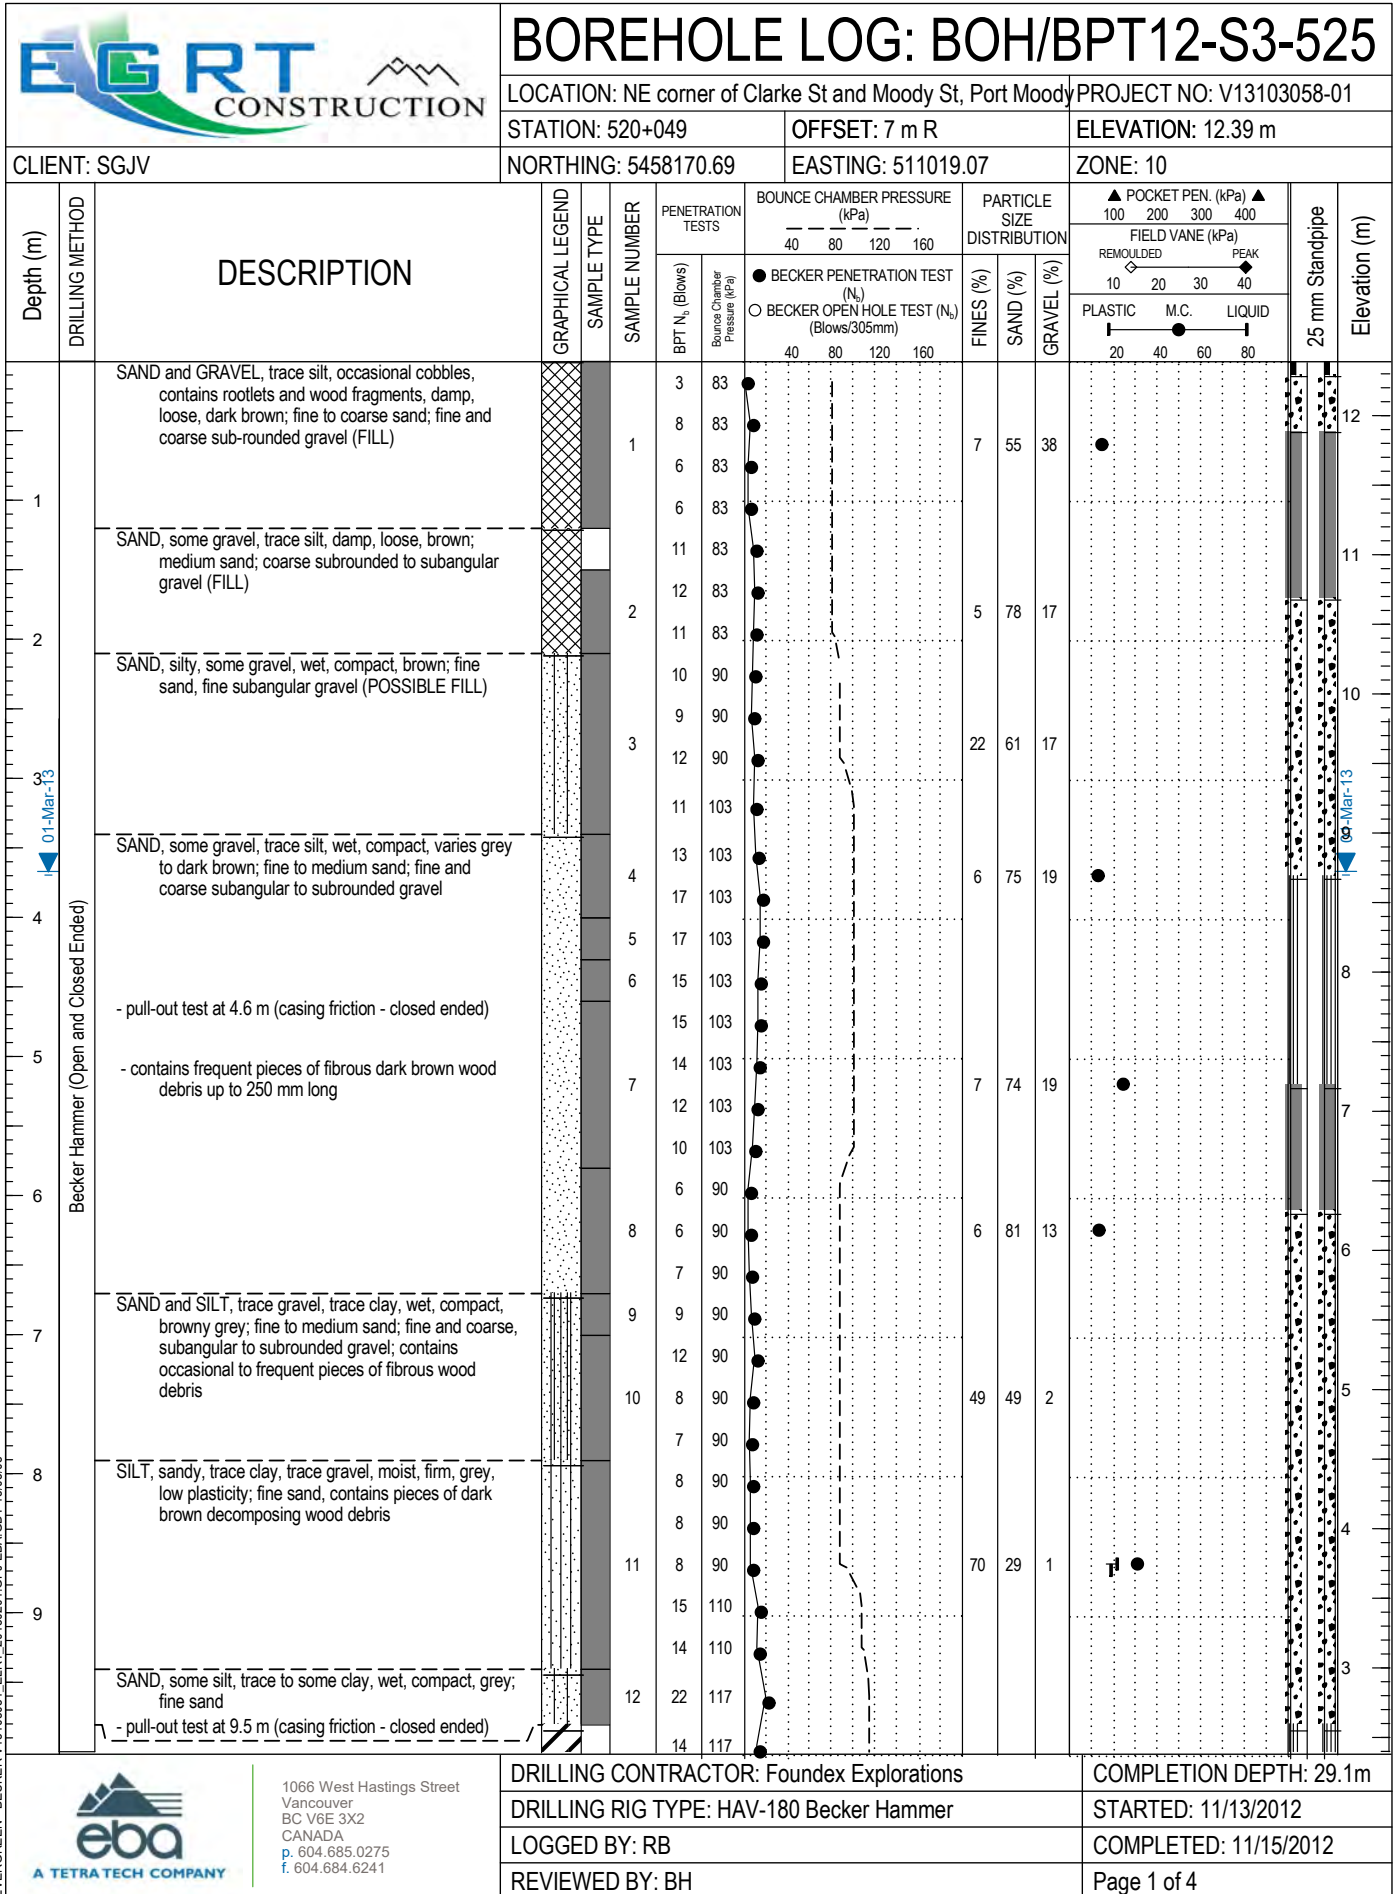 EGRT
CONSTRUCTION
BOREHOLE LOG: BOH/BPT12-S3-525
LOCATION: NE corner of Clarke St and Moody St, Port Moody
PROJECT NO: V13103058-01
STATION: 520+049
OFFSET: 7 m R
ELEVATION: 12.39 m
CLIENT: SGJV
NORTHING: 5458170.69
EASTING: 511019.07
ZONE: 10
Depth (m)
DRILLING METHOD
DESCRIPTION
GRAPHICAL LEGEND
SAMPLE TYPE
SAMPLE NUMBER
PENETRATION
TESTS
BPT Nb (Blows)
Bounce Chamber
Pressure (kPa)
BOUNCE CHAMBER PRESSURE
(kPa)
40 80 120 160
● BECKER PENETRATION TEST
(Nb)
○ BECKER OPEN HOLE TEST (Nb)
(Blows/305mm)
40 80 120 160
PARTICLE
SIZE
DISTRIBUTION
FINES (%)
SAND (%)
GRAVEL (%)
▲ POCKET PEN. (kPa) ▲
100 200 300 400
FIELD VANE (kPa)
REMOULDED PEAK
10 20 30 40
PLASTIC M.C. LIQUID
20 40 60 80
25 mm Standpipe
Elevation (m)
Becker Hammer (Open and Closed Ended)
SAND and GRAVEL, trace silt, occasional cobbles,
contains rootlets and wood fragments, damp,
loose, dark brown; fine to coarse sand; fine and
coarse sub-rounded gravel (FILL)
3 83
8 83
1 7 55 38
6 83
6 83
12
1
SAND, some gravel, trace silt, damp, loose, brown;
medium sand; coarse subrounded to subangular
gravel (FILL)
11 83
12 83
2 5 78 17
11 83
11
2
SAND, silty, some gravel, wet, compact, brown; fine
sand, fine subangular gravel (POSSIBLE FILL)
10 90
9 90
3 22 61 17
12 90
11 103
10
3
01-Mar-13
01-Mar-13
9
SAND, some gravel, trace silt, wet, compact, varies grey
to dark brown; fine to medium sand; fine and
coarse subangular to subrounded gravel
13 103
4 6 75 19
17 103
4
5 17 103
6 15 103
8
- pull-out test at 4.6 m (casing friction - closed ended)
15 103
5
- contains frequent pieces of fibrous dark brown wood
debris up to 250 mm long
14 103
7 7 74 19
12 103
7
10 103
6
6 90
8 6 90 6 81 13
6
7 90
SAND and SILT, trace gravel, trace clay, wet, compact,
browny grey; fine to medium sand; fine and coarse,
subangular to subrounded gravel; contains
occasional to frequent pieces of fibrous wood
debris
9 9 90
7
12 90
10 8 90 49 49 2
5
7 90
8
SILT, sandy, trace clay, trace gravel, moist, firm, grey,
low plasticity; fine sand, contains pieces of dark
brown decomposing wood debris
8 90
8 90
4
11 8 90 70 29 1
9
15 110
14 110
3
SAND, some silt, trace to some clay, wet, compact, grey;
fine sand
12 22 117
- pull-out test at 9.5 m (casing friction - closed ended)
14 117
eba
A TETRA TECH COMPANY
1066 West Hastings Street
Vancouver
BC V6E 3X2
CANADA
p. 604.685.0275
f. 604.684.6241
DRILLING CONTRACTOR: Foundex Explorations
COMPLETION DEPTH: 29.1m
DRILLING RIG TYPE: HAV-180 Becker Hammer
STARTED: 11/13/2012
LOGGED BY: RB
COMPLETED: 11/15/2012
REVIEWED BY: BH
Page 1 of 4